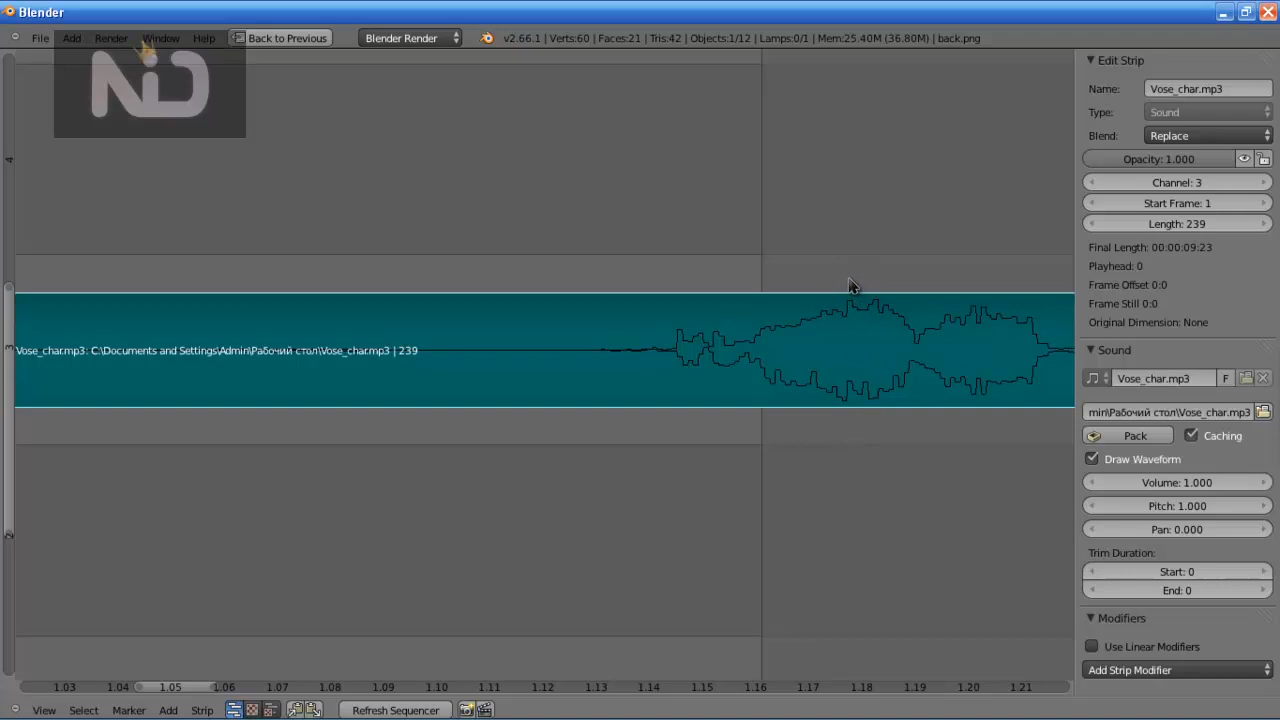 Blender
File Add Render Window Help Back to Previous Blender Render v2.66.1 | Verts:60 | Faces:21 | Tris:42 | Objects:1/12 | Lamps:0/1 | Mem:25.40M (36.80M) | back.png
NiD
Edit Strip
Name: Vose_char.mp3
Type: Sound
Blend: Replace
Opacity: 1.000
Channel: 3
Start Frame: 1
Length: 239
Final Length: 00:00:09:23
Playhead: 0
Frame Offset 0:0
Frame Still 0:0
Original Dimension: None
Sound
Vose_char.mp3 F
min\Рабочий стол\Vose_char.mp3
Pack Caching
Draw Waveform
Volume: 1.000
Pitch: 1.000
Pan: 0.000
Trim Duration:
Start: 0
End: 0
Modifiers
Use Linear Modifiers
Add Strip Modifier
4
3
2
Vose_char.mp3: C:\Documents and Settings\Admin\Рабочий стол\Vose_char.mp3 | 239
1.03 1.04 1.05 1.06 1.07 1.08 1.09 1.10 1.11 1.12 1.13 1.14 1.15 1.16 1.17 1.18 1.19 1.20 1.21
View Select Marker Add Strip Refresh Sequencer